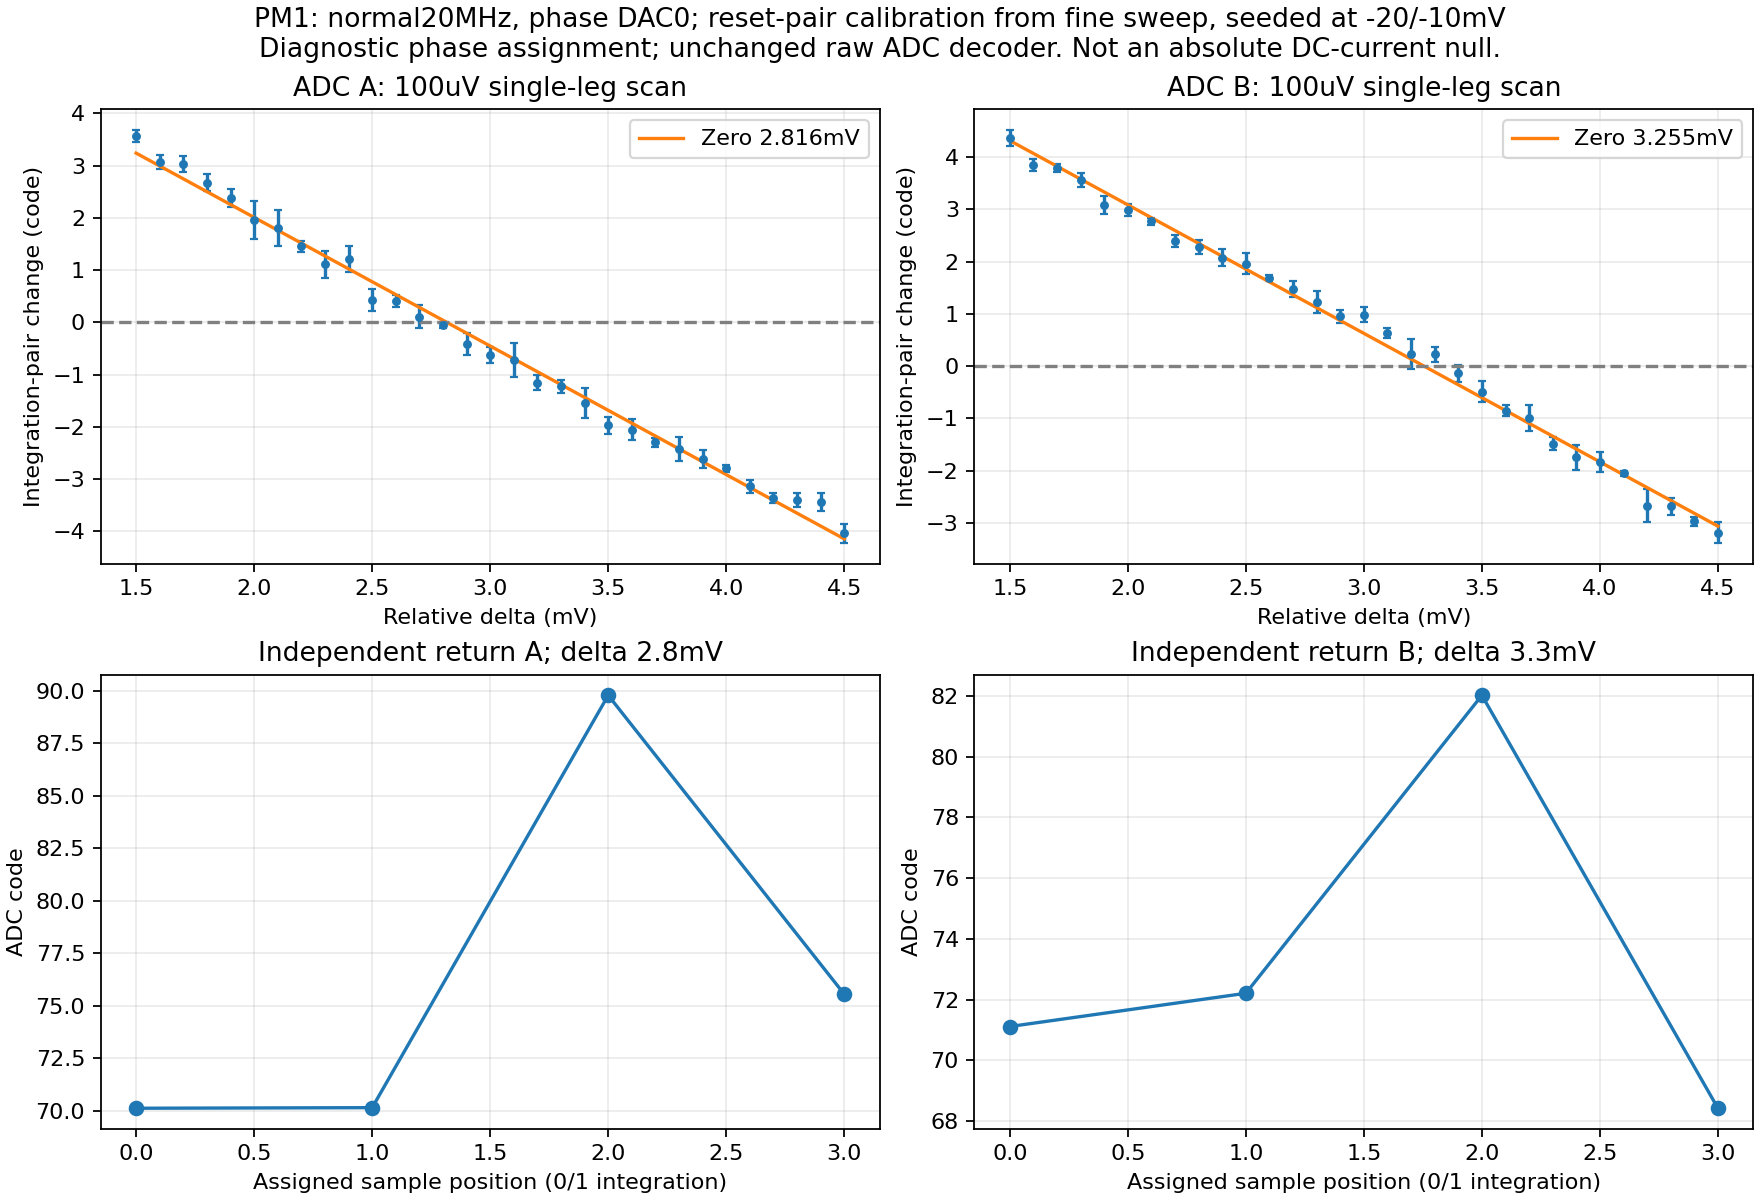 PM1: normal20MHz, phase DAC0; reset-pair calibration from fine sweep, seeded at -20/-10mV
Diagnostic phase assignment; unchanged raw ADC decoder. Not an absolute DC-current null.
ADC A: 100uV single-leg scan
Integration-pair change (code)
4
3
2
1
0
−1
−2
−3
−4
Zero 2.816mV
1.5 2.0 2.5 3.0 3.5 4.0 4.5
Relative delta (mV)
ADC B: 100uV single-leg scan
Integration-pair change (code)
4
3
2
1
0
−1
−2
−3
Zero 3.255mV
1.5 2.0 2.5 3.0 3.5 4.0 4.5
Relative delta (mV)
Independent return A; delta 2.8mV
ADC code
90.0
87.5
85.0
82.5
80.0
77.5
75.0
72.5
70.0
0.0 0.5 1.0 1.5 2.0 2.5 3.0
Assigned sample position (0/1 integration)
Independent return B; delta 3.3mV
ADC code
82
80
78
76
74
72
70
68
0.0 0.5 1.0 1.5 2.0 2.5 3.0
Assigned sample position (0/1 integration)